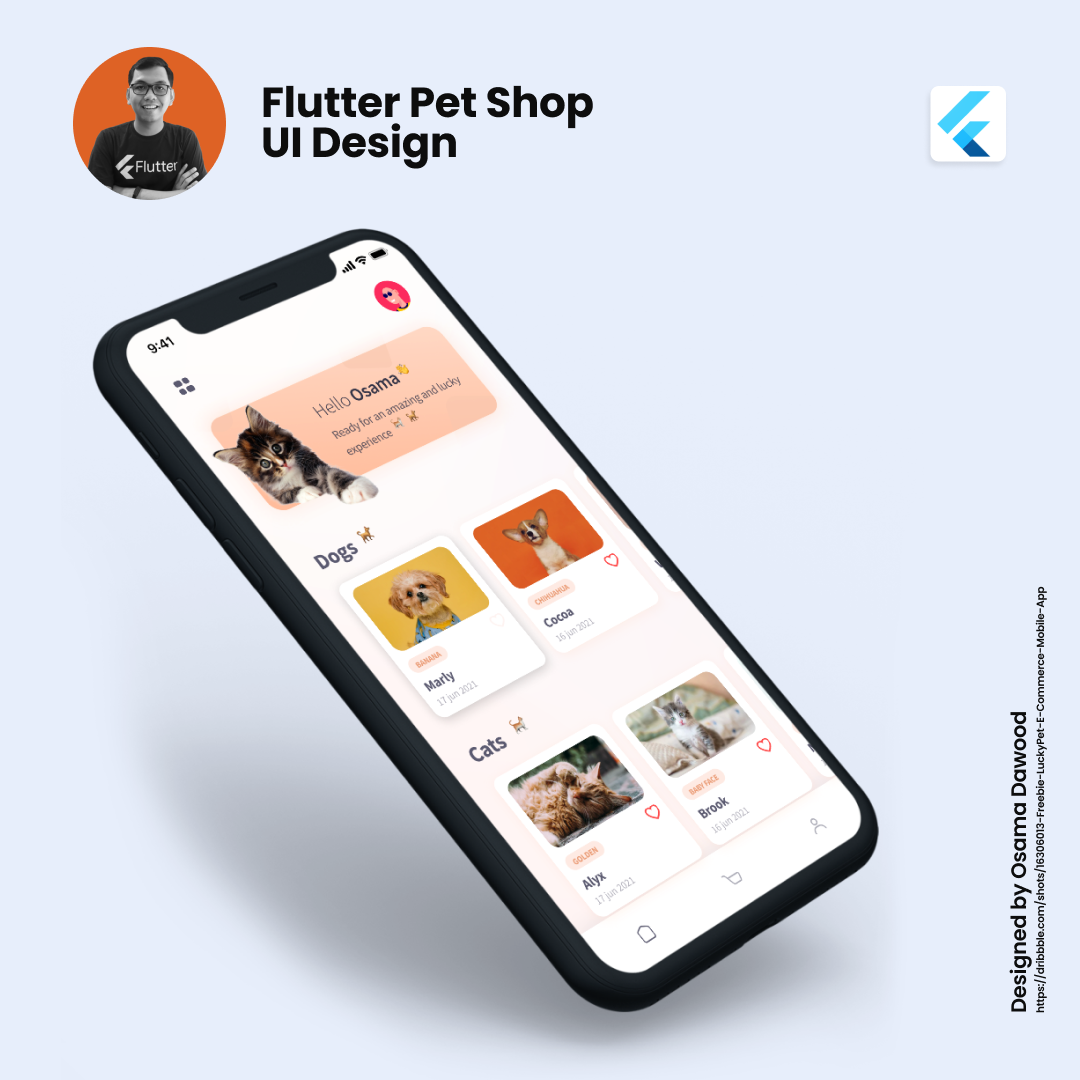 Flutter Pet Shop
UI Design
Flutter
9:41
Hello Osama👋
Ready for an amazing and lucky
experience 🐈 🐕
Dogs 🐕
BANANA
Marly
17 jun 2021
CHIHUAHUA
Cocoa
16 jun 2021
Cats 🐈
GOLDEN
Alyx
17 jun 2021
BABY FACE
Brook
16 jun 2021
Designed by Osama Dawood
https://dribbble.com/shots/16306013-Freebie-LuckyPet-E-Commerce-Mobile-App